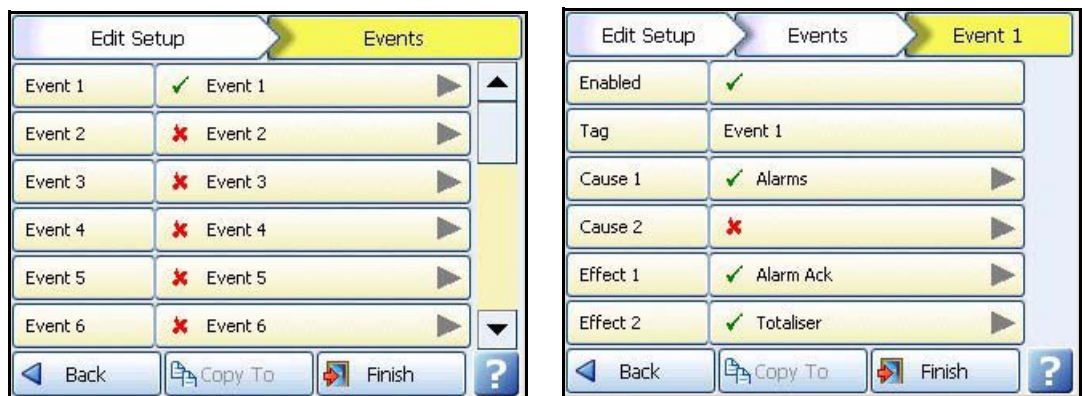 Edit Setup Events
Event 1 Event 1
Event 2 Event 2
Event 3 Event 3
Event 4 Event 4
Event 5 Event 5
Event 6 Event 6
Back Copy To Finish ?
Edit Setup Events Event 1
Enabled
Tag Event 1
Cause 1 Alarms
Cause 2
Effect 1 Alarm Ack
Effect 2 Totaliser
Back Copy To Finish ?